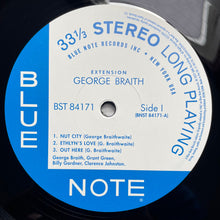 33⅓ STEREO LONG PLAYING
BLUE NOTE RECORDS INC • NEW YORK USA
EXTENSION
GEORGE BRAITH
BST 84171
Side I
(BNST 84171-A)
1. NUT CITY (George Braithwaite)
2. ETHLYN'S LOVE (G. Braithwaite)
3. OUT HERE (G. Braithwaite)
George Braith, Grant Green,
Billy Gardner, Clarence Johnston.
BLUE
NOTE